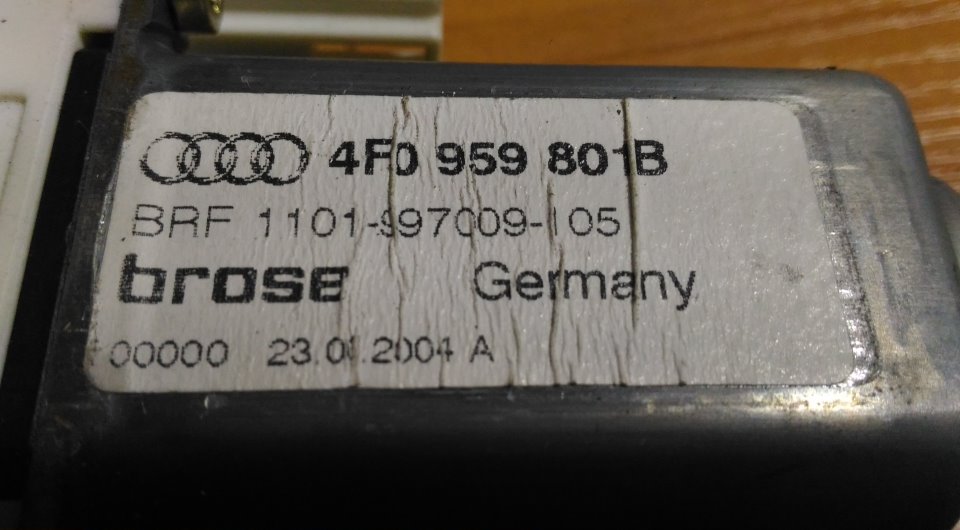 4F0 959 801B
BRF 1101-997009-105
brose Germany
00000 A